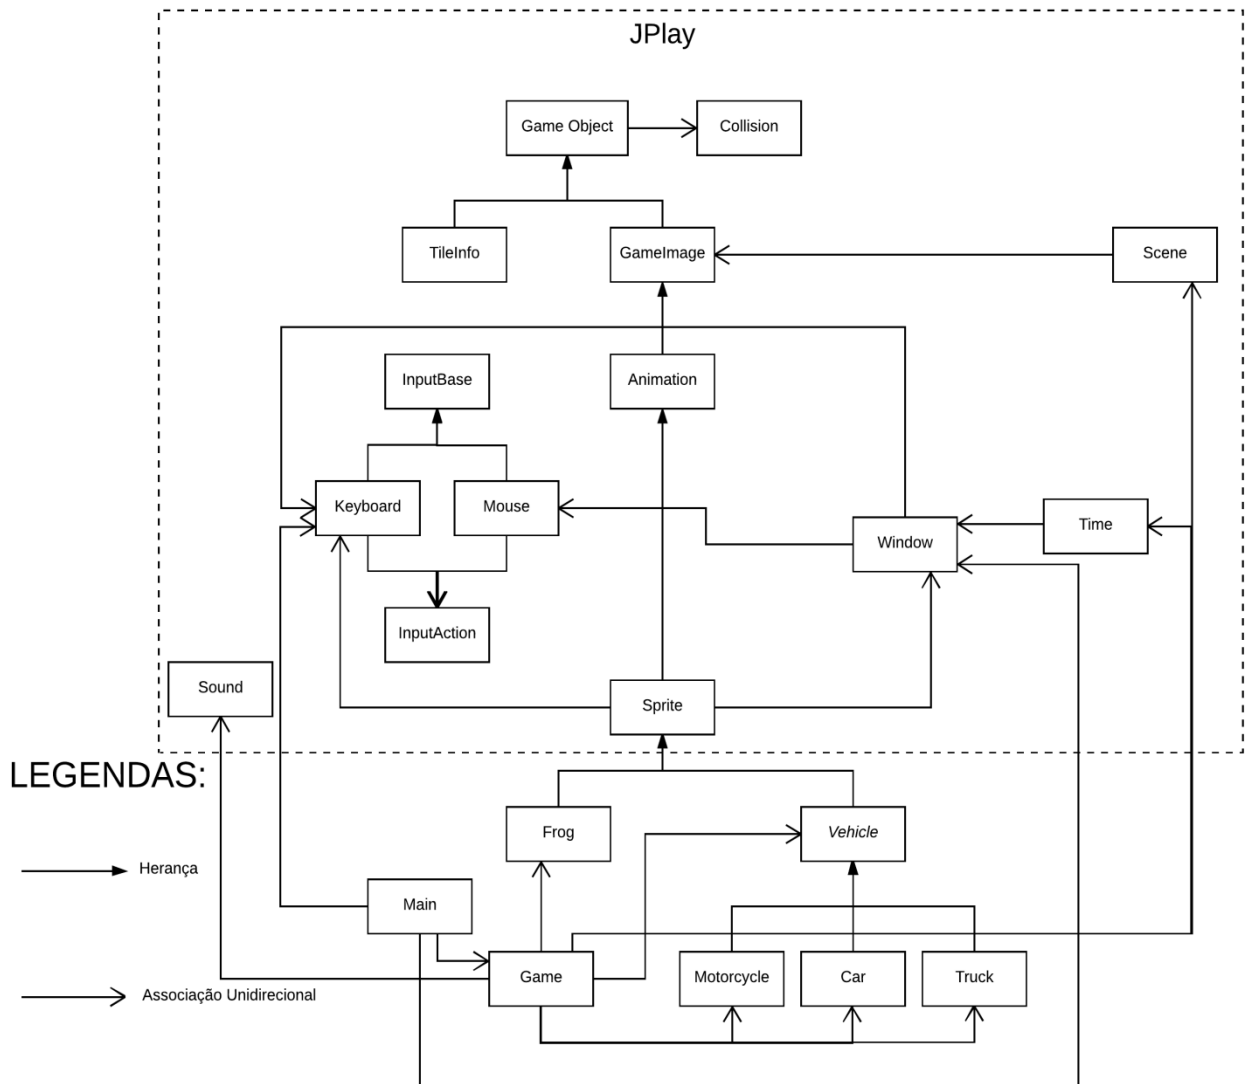 JPlay
Game Object
Collision
TileInfo
GameImage
Scene
InputBase
Animation
Keyboard
Mouse
Window
Time
InputAction
Sound
Sprite
LEGENDAS:
Frog
Vehicle
Herança
Main
Game
Motorcycle
Car
Truck
Associação Unidirecional